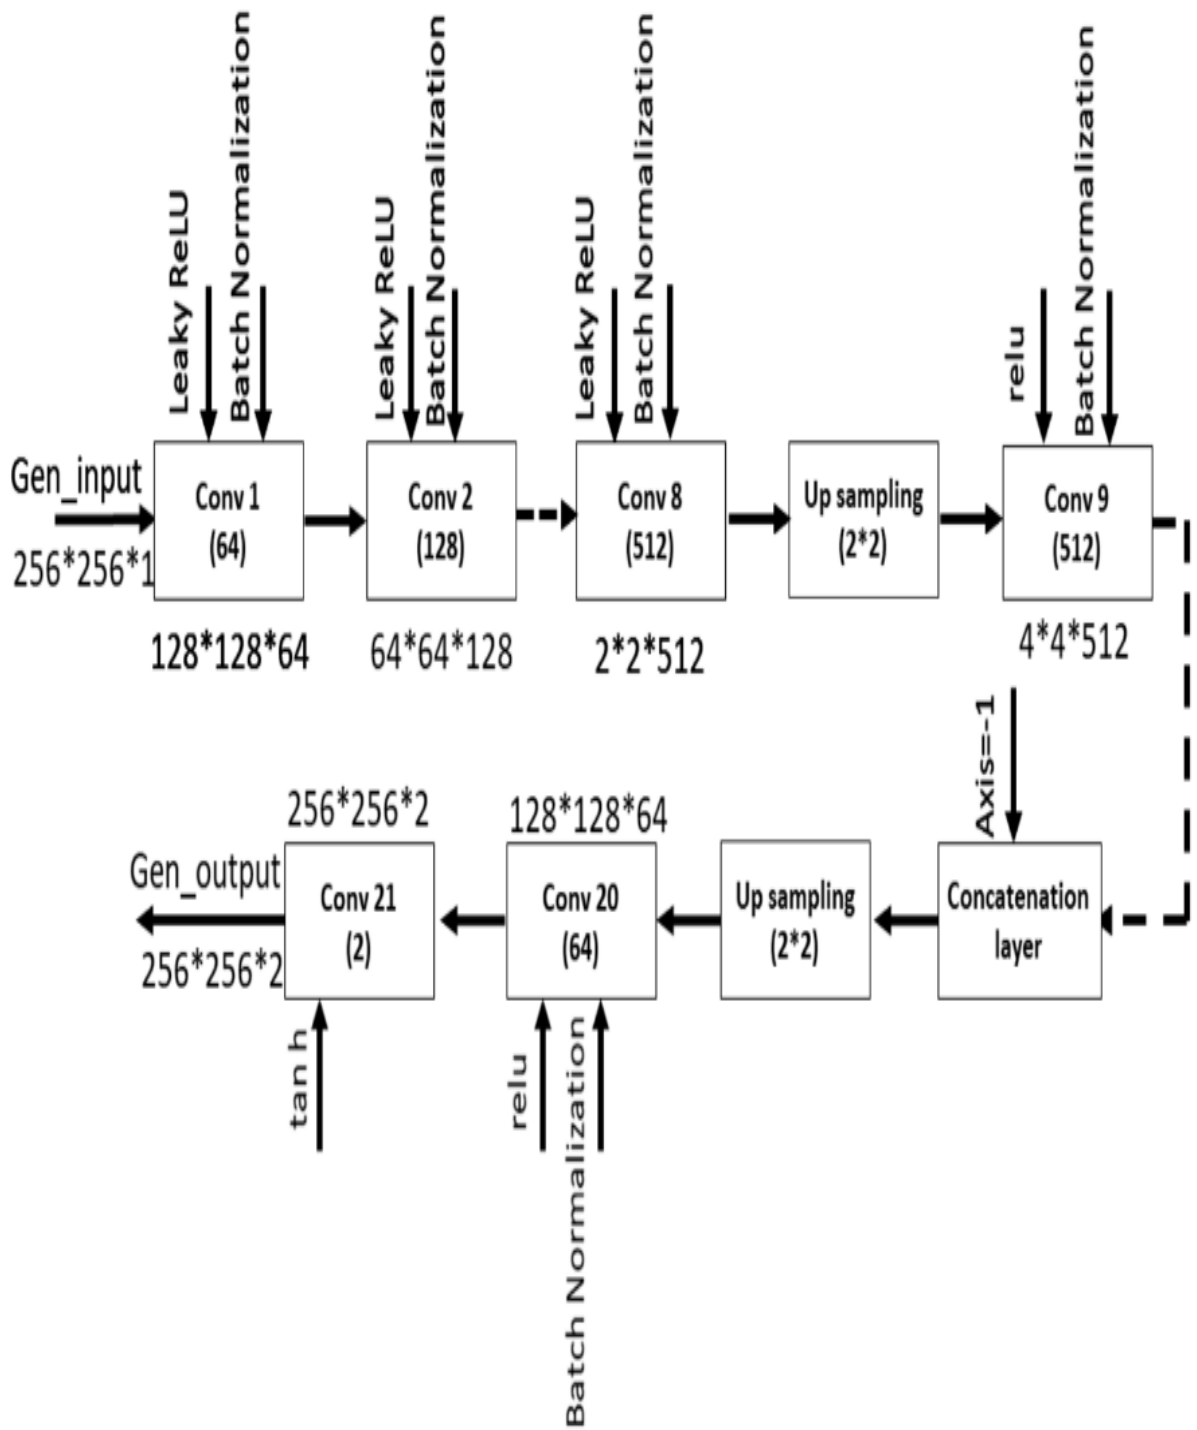 Leaky ReLU
Batch Normalization
Leaky ReLU
Batch Normalization
Leaky ReLU
Batch Normalization
relu
Batch Normalization
Gen_input
256*256*1
Conv 1
(64)
128*128*64
Conv 2
(128)
64*64*128
Conv 8
(512)
2*2*512
Up sampling
(2*2)
Conv 9
(512)
4*4*512
Axis=-1
Concatenation
layer
Up sampling
(2*2)
128*128*64
Conv 20
(64)
relu
Batch Normalization
256*256*2
Conv 21
(2)
tan h
Gen_output
256*256*2